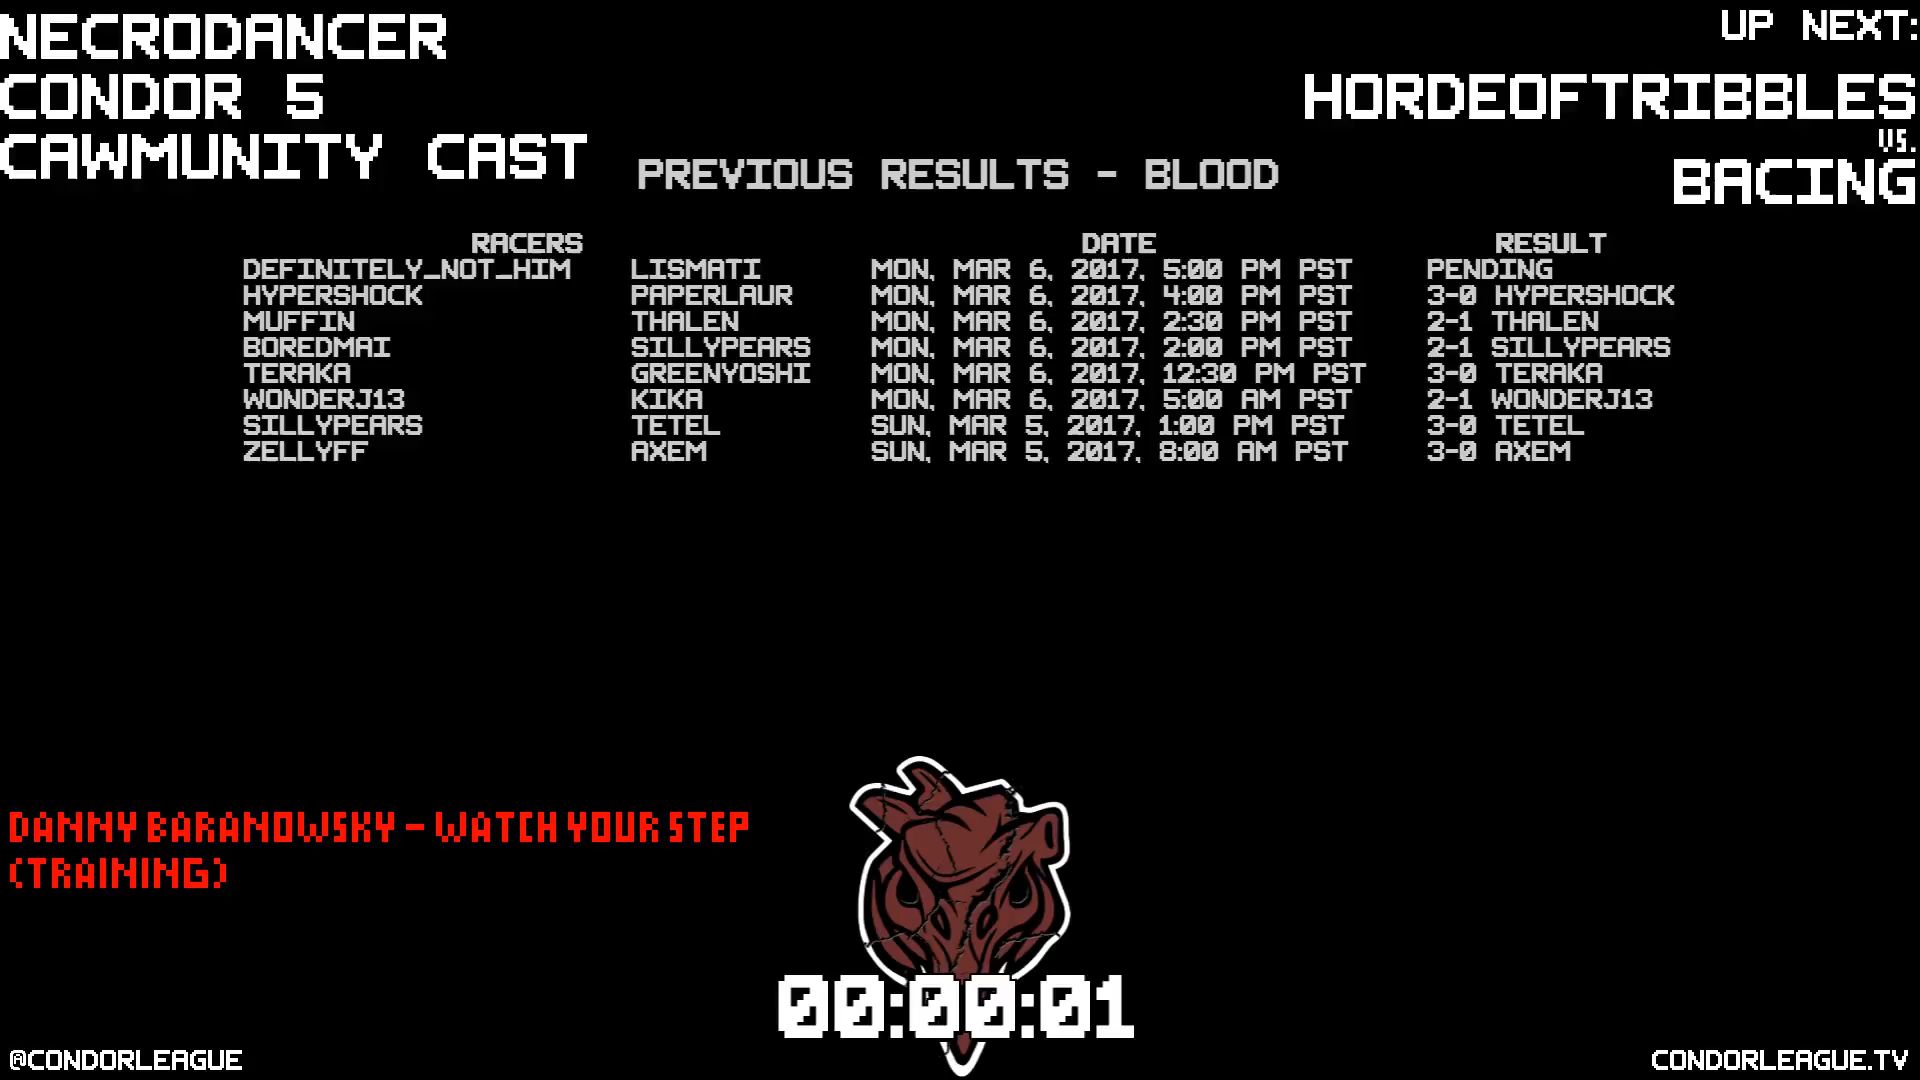 NECRODANCER
CONDOR 5
CAWMUNITY CAST
UP NEXT:
HORDEOFTRIBBLES
VS.
BACING
PREVIOUS RESULTS - BLOOD
RACERS DATE RESULT
DEFINITELY_NOT_HIM LISMATI MON, MAR 6, 2017, 5:00 PM PST PENDING
HYPERSHOCK PAPERLAUR MON, MAR 6, 2017, 4:00 PM PST 3-0 HYPERSHOCK
MUFFIN THALEN MON, MAR 6, 2017, 2:30 PM PST 2-1 THALEN
BOREDMAI SILLYPEARS MON, MAR 6, 2017, 2:00 PM PST 2-1 SILLYPEARS
TERAKA GREENYOSHI MON, MAR 6, 2017, 12:30 PM PST 3-0 TERAKA
WONDERJ13 KIKA MON, MAR 6, 2017, 5:00 AM PST 2-1 WONDERJ13
SILLYPEARS TETEL SUN, MAR 5, 2017, 1:00 PM PST 3-0 TETEL
ZELLYFF AXEM SUN, MAR 5, 2017, 8:00 AM PST 3-0 AXEM
DANNY BARANOWSKY - WATCH YOUR STEP
(TRAINING)
00:00:01
@CONDORLEAGUE
CONDORLEAGUE.TV